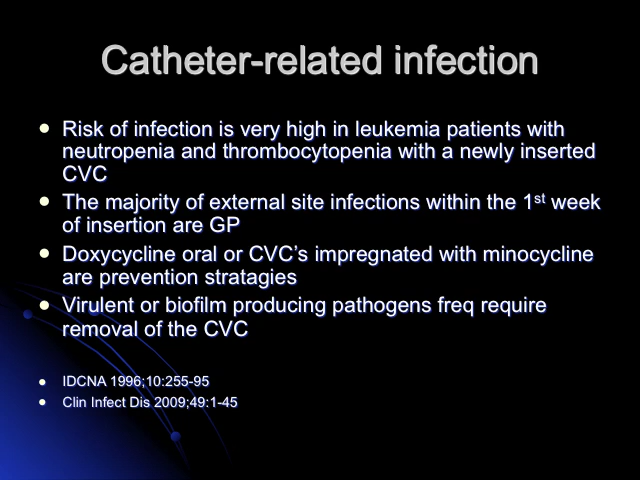 Catheter-related infection
• Risk of infection is very high in leukemia patients with
neutropenia and thrombocytopenia with a newly inserted
CVC
• The majority of external site infections within the 1st week
of insertion are GP
• Doxycycline oral or CVC's impregnated with minocycline
are prevention stratagies
• Virulent or biofilm producing pathogens freq require
removal of the CVC
• IDCNA 1996;10:255-95
• Clin Infect Dis 2009;49:1-45